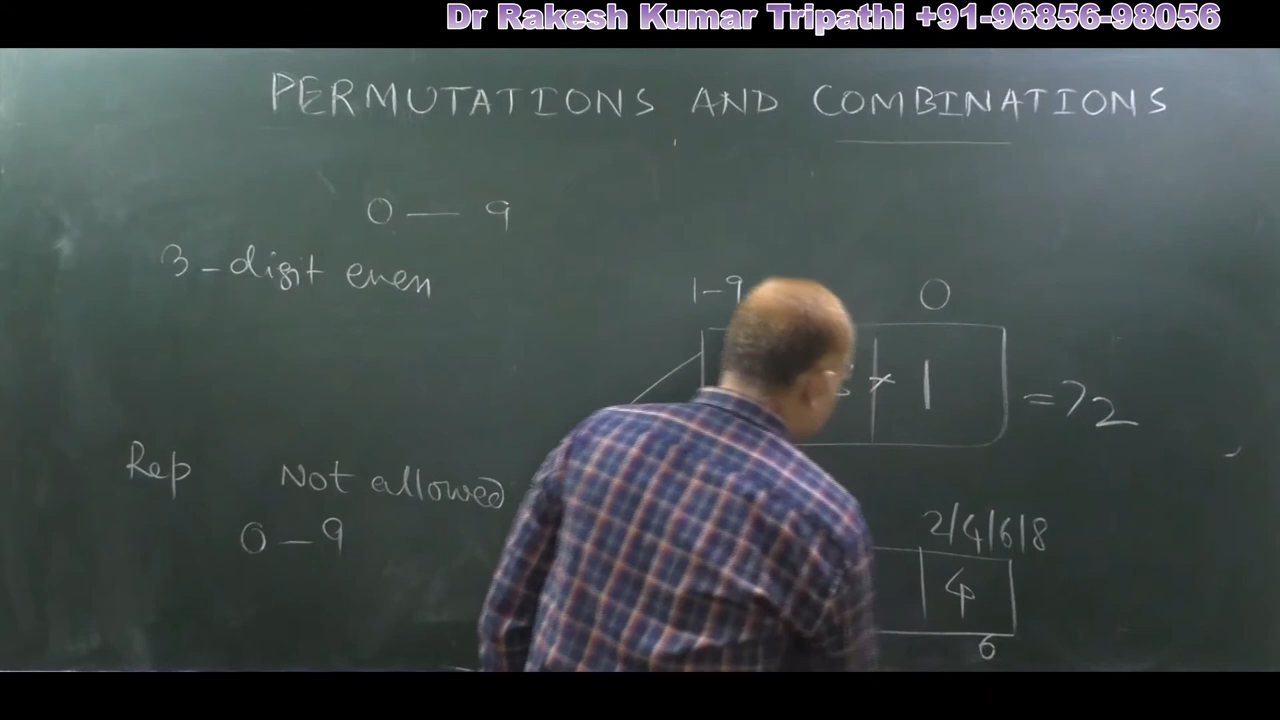 Dr Rakesh Kumar Tripathi +91-96856-98056
PERMUTATIONS AND COMBINATIONS
0 — 9
3-digit even
1-9 0
× 1 = 72
Rep Not allowed
0 — 9
2/4/6/8
4
6